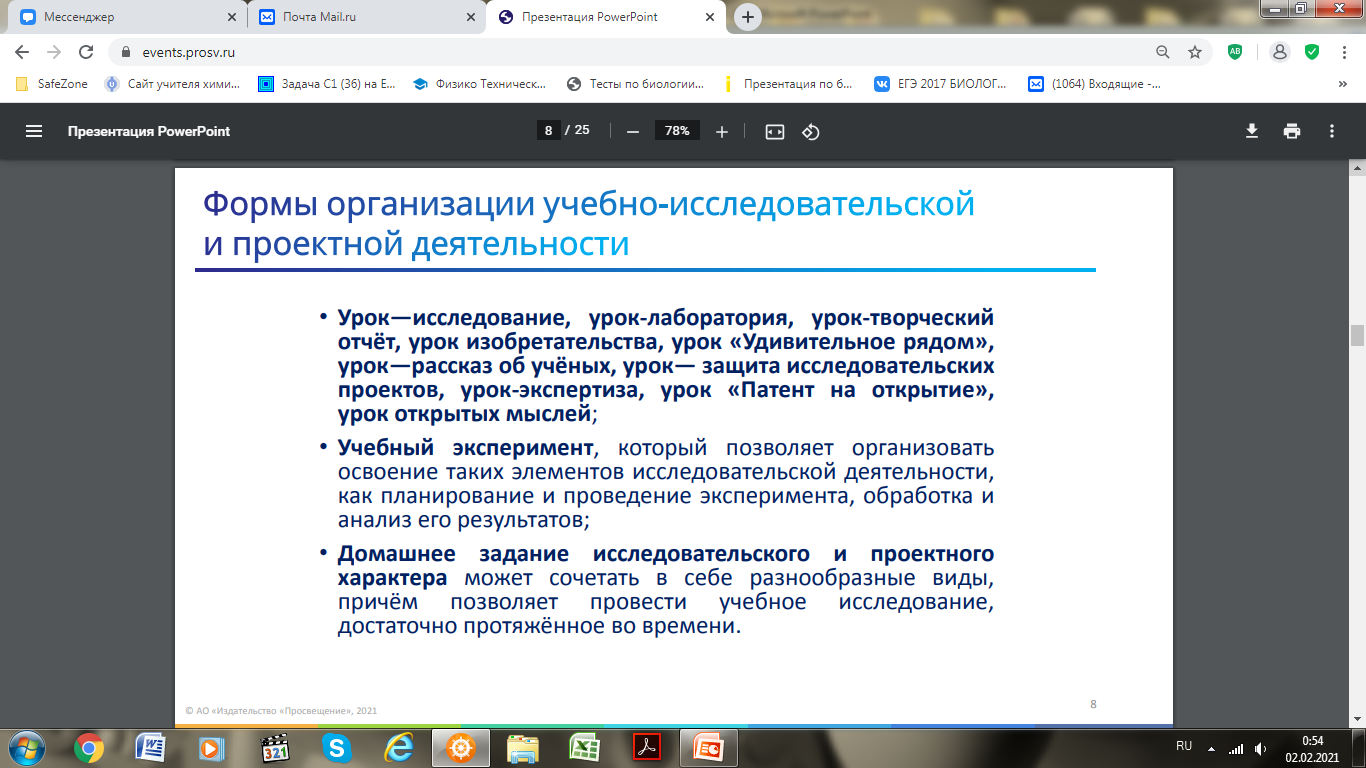 Мессенджер
Почта Mail.ru
Презентация PowerPoint
events.prosv.ru
SafeZone
Сайт учителя хими...
Задача С1 (36) на Е...
Физико Техническ...
Тесты по биологии...
Презентация по б...
ЕГЭ 2017 БИОЛОГ...
(1064) Входящие -...
»
Презентация PowerPoint
8 / 25
78%
Формы организации учебно-исследовательской
и проектной деятельности
• Урок—исследование, урок-лаборатория, урок-творческий
отчёт, урок изобретательства, урок «Удивительное рядом»,
урок—рассказ об учёных, урок— защита исследовательских
проектов, урок-экспертиза, урок «Патент на открытие»,
урок открытых мыслей;
• Учебный эксперимент, который позволяет организовать
освоение таких элементов исследовательской деятельности,
как планирование и проведение эксперимента, обработка и
анализ его результатов;
• Домашнее задание исследовательского и проектного
характера может сочетать в себе разнообразные виды,
причём позволяет провести учебное исследование,
достаточно протяжённое во времени.
© АО «Издательство «Просвещение», 2021
8
RU
0:54
02.02.2021